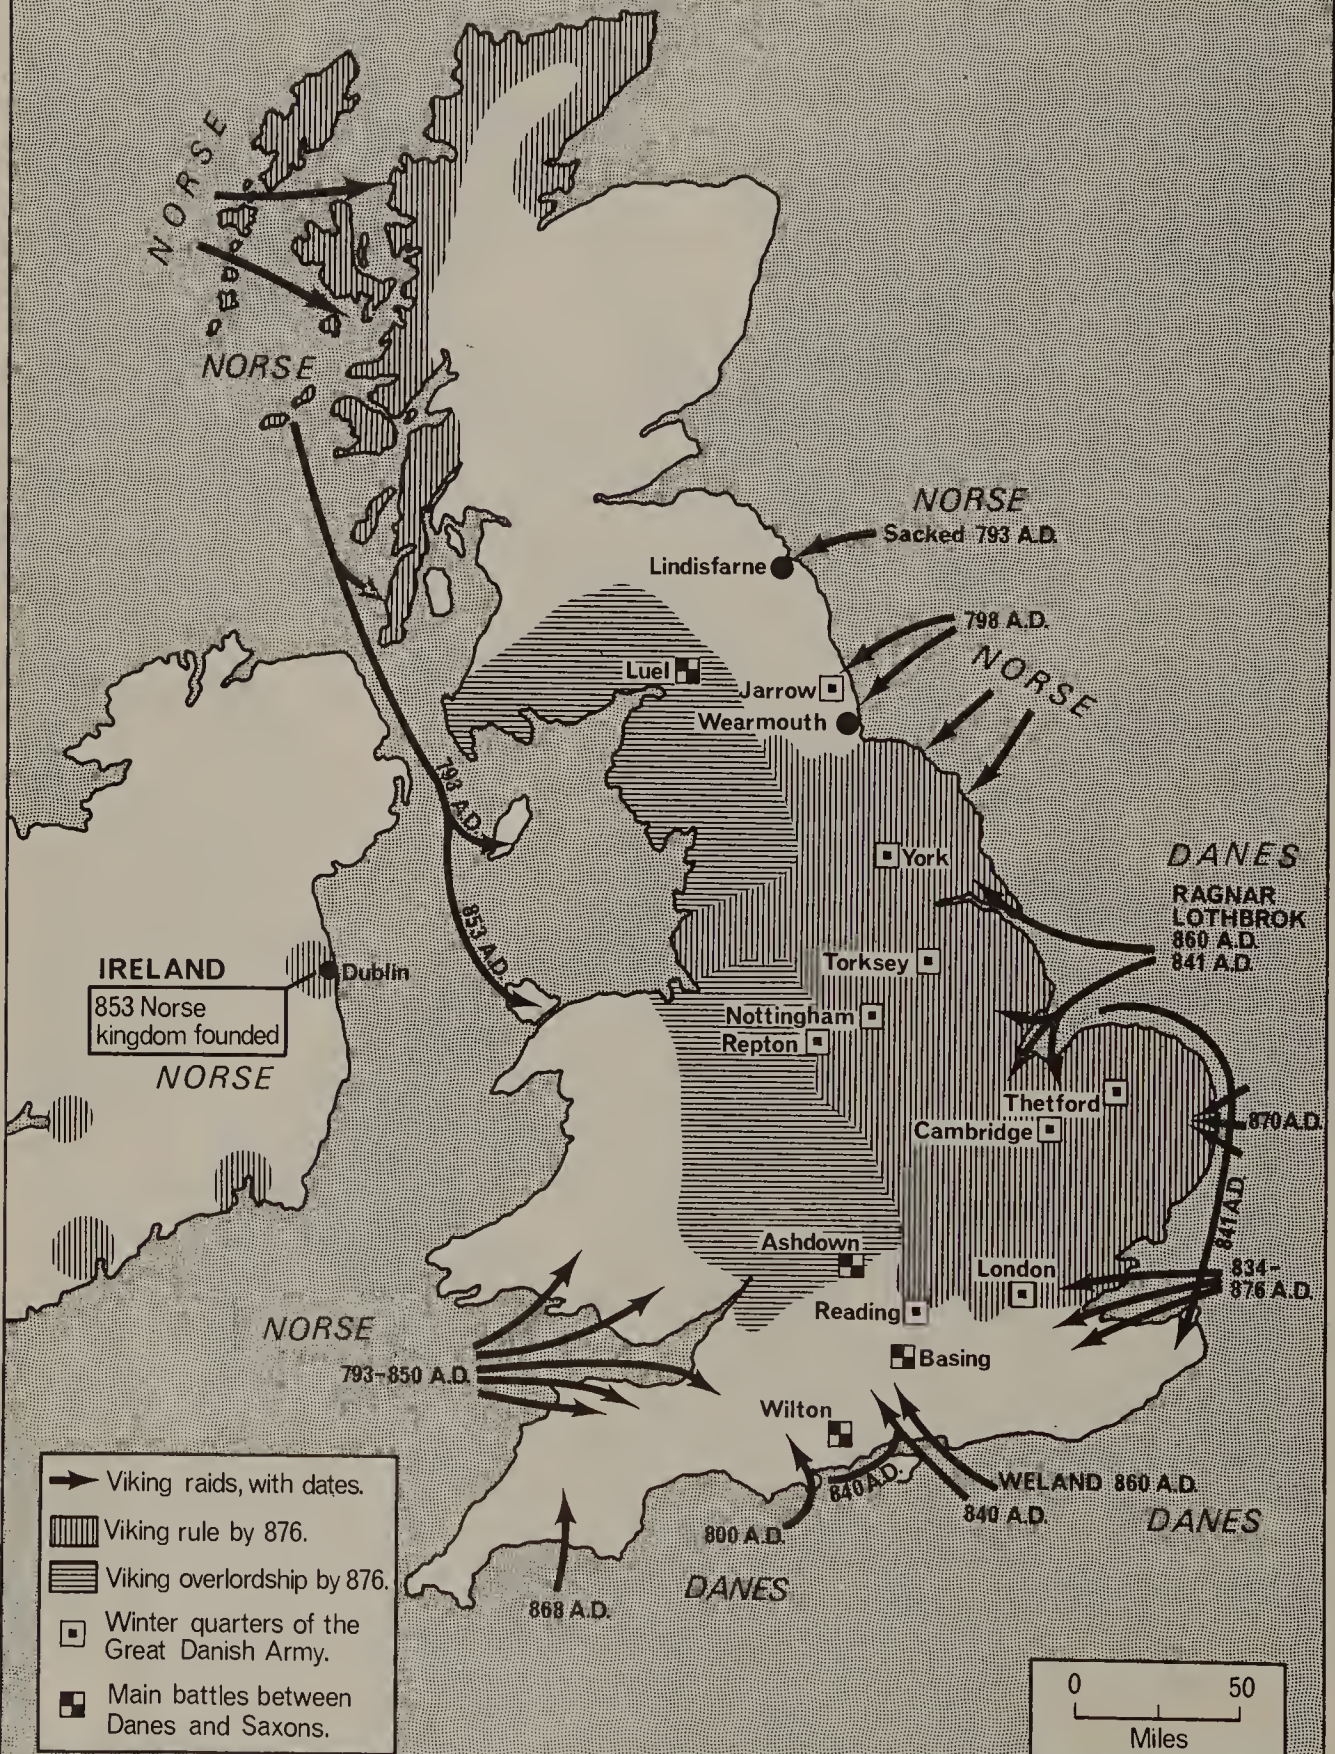 NORSE
NORSE
NORSE
Sacked 793 A.D.
Lindisfarne
798 A.D.
NORSE
Luel
Jarrow
Wearmouth
793 A.D.
York
DANES
RAGNAR
LOTHBROK
860 A.D.
841 A.D.
853 A.D.
IRELAND
Dublin
853 Norse
kingdom founded
NORSE
Torksey
Nottingham
Repton
Thetford
Cambridge
870 A.D.
841 A.D.
Ashdown
London
834-
876 A.D.
Reading
NORSE
793-850 A.D.
Basing
Wilton
840 A.D.
WELAND 860 A.D.
840 A.D.
DANES
800 A.D.
DANES
868 A.D.
Viking raids, with dates.
Viking rule by 876.
Viking overlordship by 876.
Winter quarters of the
Great Danish Army.
Main battles between
Danes and Saxons.
0 50
Miles